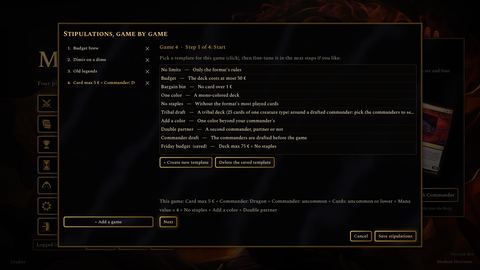 Stipulations, game by game
1. Budget brew ×
2. Dimir on a dime ×
3. Old legends ×
4. Card max 5 € + Commander: D ×
+ Add a game
Game 4 · Step 1 of 4: Start
Pick a template for this game (click), then fine-tune in the next steps if you like:
No limits — Only the format's rules
Budget — The deck costs at most 50 €
Bargain bin — No card over 1 €
One color — A mono-colored deck
No staples — Without the format's most played cards
Tribal draft — A tribal deck (25 cards of one creature type) around a drafted commander: pick the commanders to se...
Add a color — One color beyond your commander's
Double partner — A second commander, partner or not
Commander draft — The commanders are drafted before the game
Friday budget (saved) — Deck max 75 € + No staples
+ Create new template
Delete the saved template
This game: Card max 5 € + Commander: Dragon + Commander: uncommon + Cards: uncommon or lower + Mana
value ≤ 4 + No staples + Add a color + Double partner
Next
Cancel
Save stipulations